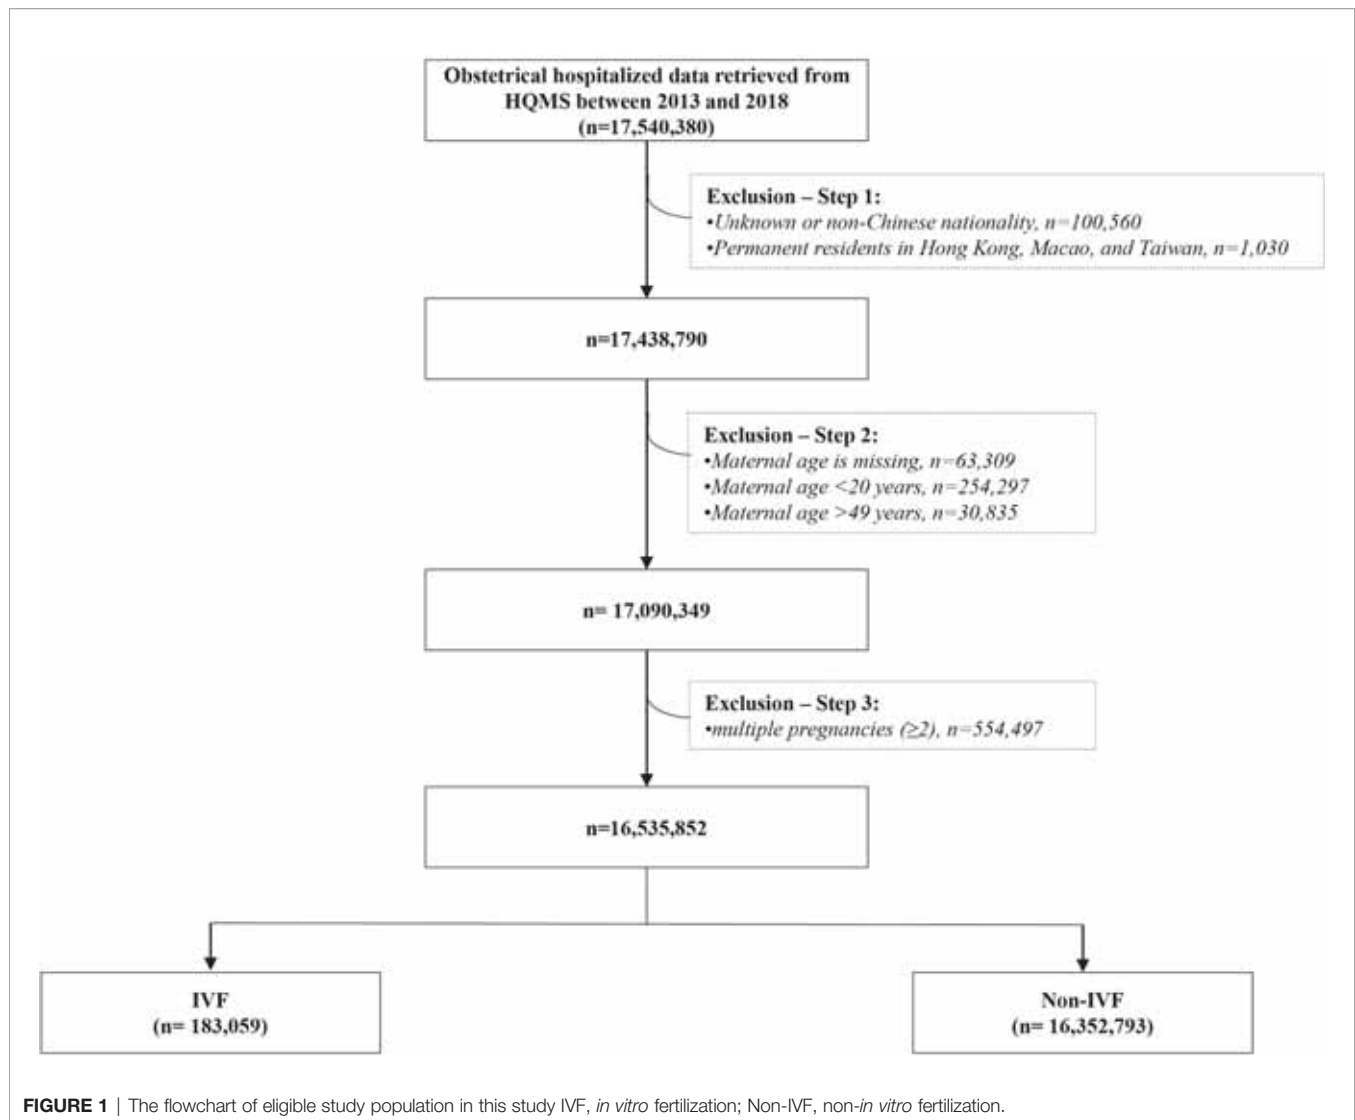 Obstetrical hospitalized data retrieved from
HQMS between 2013 and 2018
(n=17,540,380)
Exclusion – Step 1:
•Unknown or non-Chinese nationality, n=100,560
•Permanent residents in Hong Kong, Macao, and Taiwan, n=1,030
n=17,438,790
Exclusion – Step 2:
•Maternal age is missing, n=63,309
•Maternal age <20 years, n=254,297
•Maternal age >49 years, n=30,835
n= 17,090,349
Exclusion – Step 3:
•multiple pregnancies (≥2), n=554,497
n=16,535,852
IVF
(n= 183,059)
Non-IVF
(n= 16,352,793)
FIGURE 1 | The flowchart of eligible study population in this study IVF, in vitro fertilization; Non-IVF, non-in vitro fertilization.